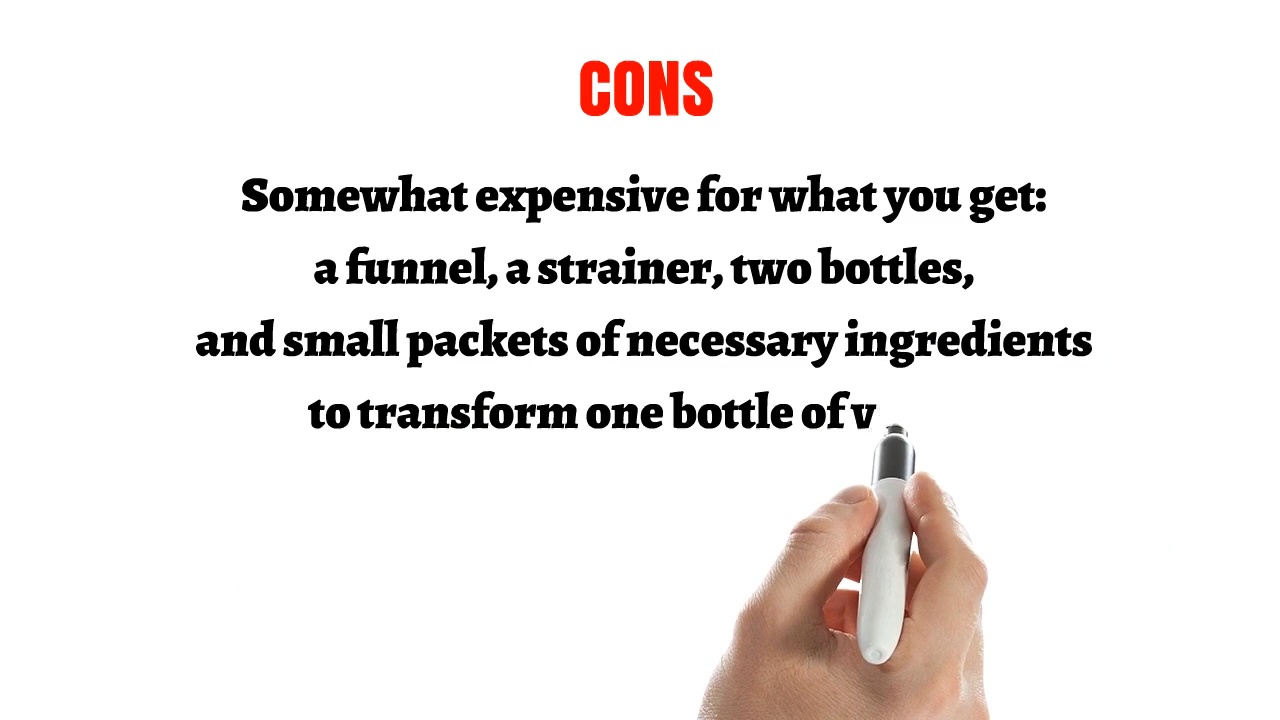 CONS
Somewhat expensive for what you get:
a funnel, a strainer, two bottles,
and small packets of necessary ingredients
to transform one bottle of v